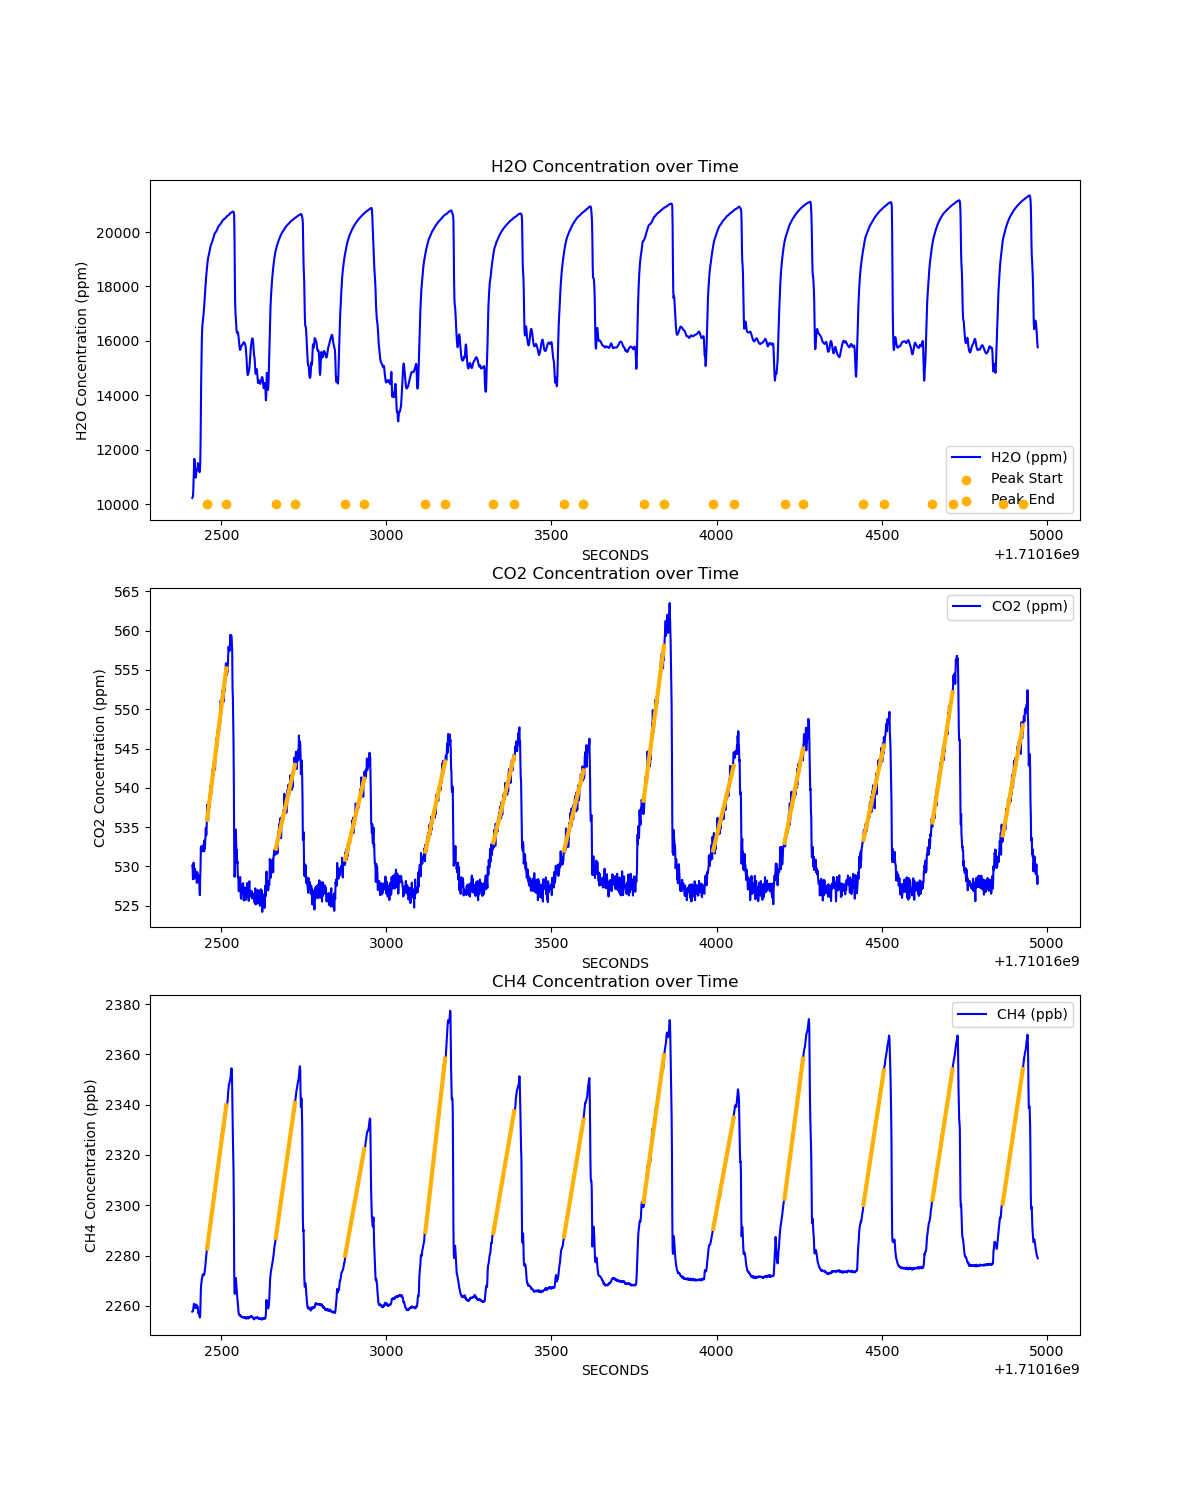 H2O Concentration over Time
H2O Concentration (ppm)
20000
18000
16000
14000
12000
10000
H2O (ppm)
Peak Start
Peak End
2500
3000
3500
4000
4500
5000
SECONDS
+1.71016e9
CO2 Concentration over Time
CO2 Concentration (ppm)
565
560
555
550
545
540
535
530
525
CO2 (ppm)
2500
3000
3500
4000
4500
5000
SECONDS
+1.71016e9
CH4 Concentration over Time
CH4 Concentration (ppb)
2380
2360
2340
2320
2300
2280
2260
CH4 (ppb)
2500
3000
3500
4000
4500
5000
SECONDS
+1.71016e9